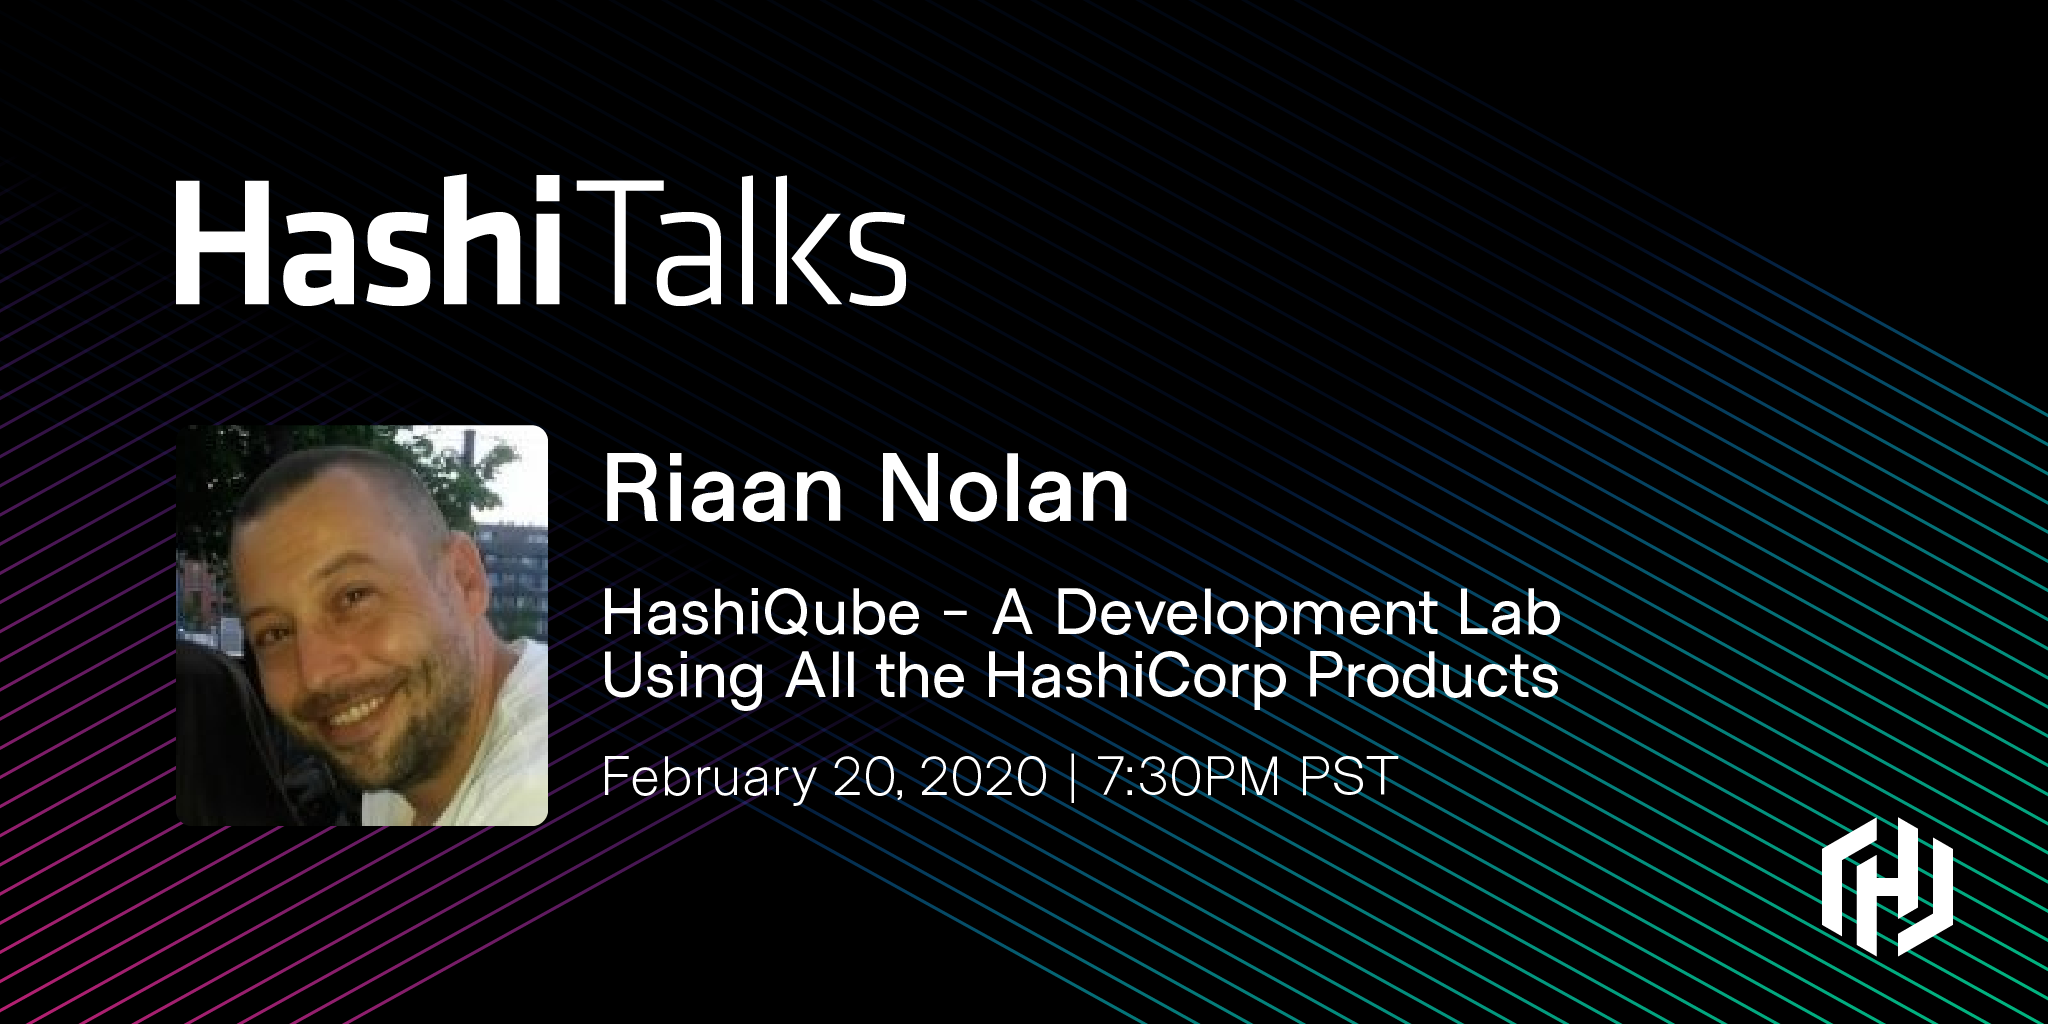 HashiTalks
Riaan Nolan
HashiQube – A Development Lab
Using All the HashiCorp Products
February 20, 2020 | 7:30PM PST